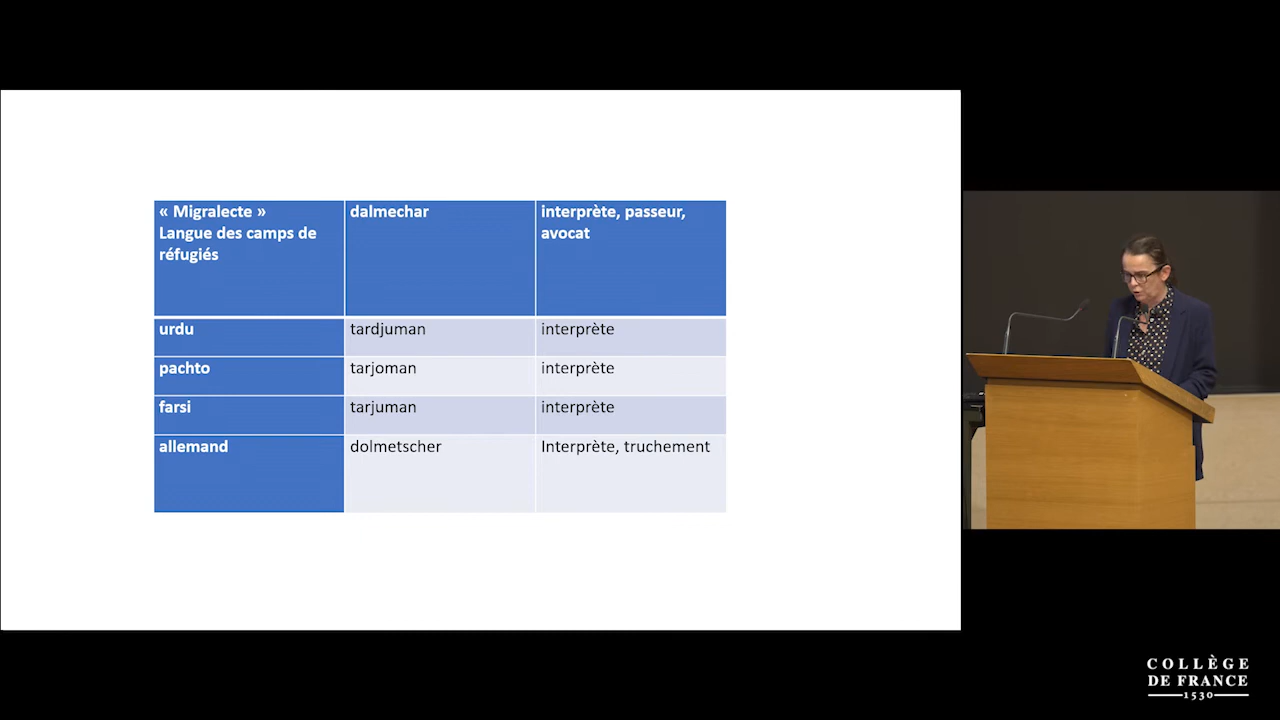 « Migralecte »
Langue des camps de
réfugiés
dalmechar
interprète, passeur,
avocat
urdu
tardjuman
interprète
pachto
tarjoman
interprète
farsi
tarjuman
interprète
allemand
dolmetscher
Interprète, truchement
COLLÈGE
DE FRANCE
1530